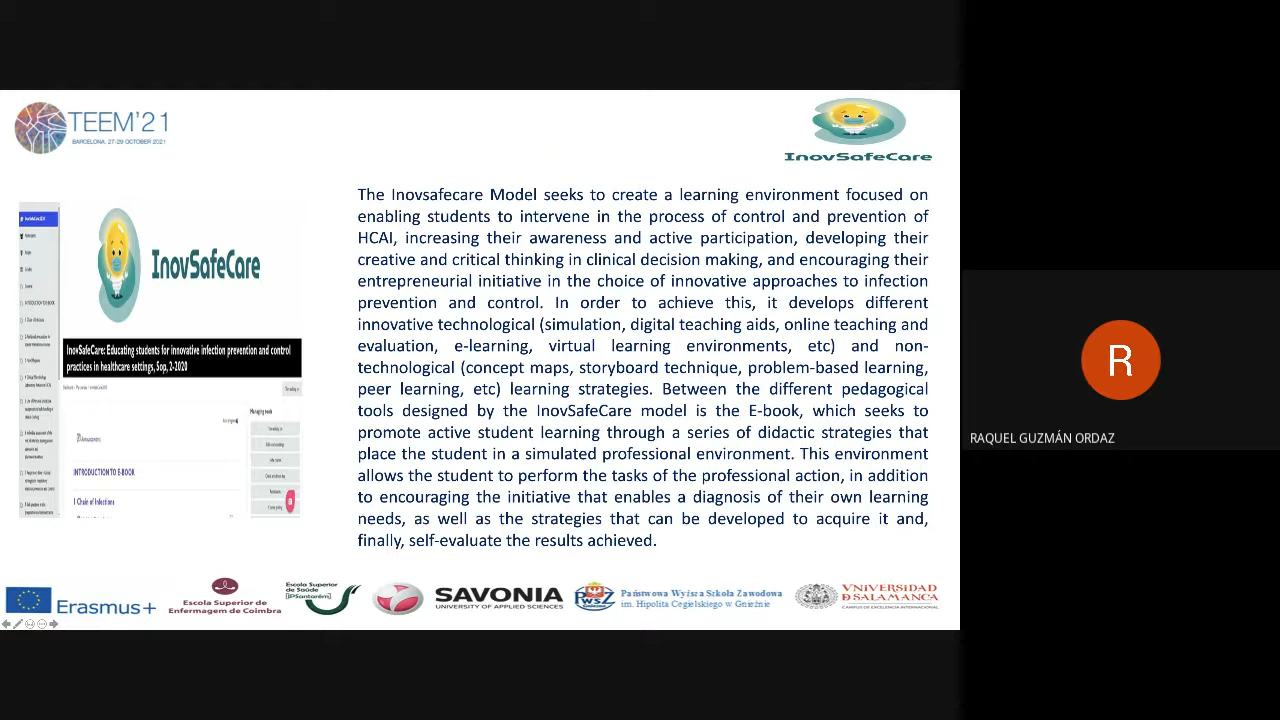 TEEM'21
BARCELONA, 27-29 OCTOBER 2021
InovSafeCare
The Inovsafecare Model seeks to create a learning environment focused on
enabling students to intervene in the process of control and prevention of
HCAI, increasing their awareness and active participation, developing their
creative and critical thinking in clinical decision making, and encouraging their
entrepreneurial initiative in the choice of innovative approaches to infection
prevention and control. In order to achieve this, it develops different
innovative technological (simulation, digital teaching aids, online teaching and
evaluation, e-learning, virtual learning environments, etc) and non-
technological (concept maps, storyboard technique, problem-based learning,
peer learning, etc) learning strategies. Between the different pedagogical
tools designed by the InovSafeCare model is the E-book, which seeks to
promote active student learning through a series of didactic strategies that
place the student in a simulated professional environment. This environment
allows the student to perform the tasks of the professional action, in addition
to encouraging the initiative that enables a diagnosis of their own learning
needs, as well as the strategies that can be developed to acquire it and,
finally, self-evaluate the results achieved.
InovSafeCare
InovSafeCare: Educating students for innovative infection prevention and control
practices in healthcare settings, Sop, 2-2020
Managing tools
INTRODUCTION TO E-BOOK
1 Chain of Infections
R
RAQUEL GUZMÁN ORDAZ
Erasmus+
Escola Superior de
Enfermagem de Coimbra
Escola Superior
de Saúde
[IPSantarém]
SAVONIA
UNIVERSITY OF APPLIED SCIENCES
PWSZ
Państwowa Wyższa Szkoła Zawodowa
im. Hipolita Cegielskiego w Gnieźnie
VNIVERSIDAD
D SALAMANCA
CAMPUS DE EXCELENCIA INTERNACIONAL